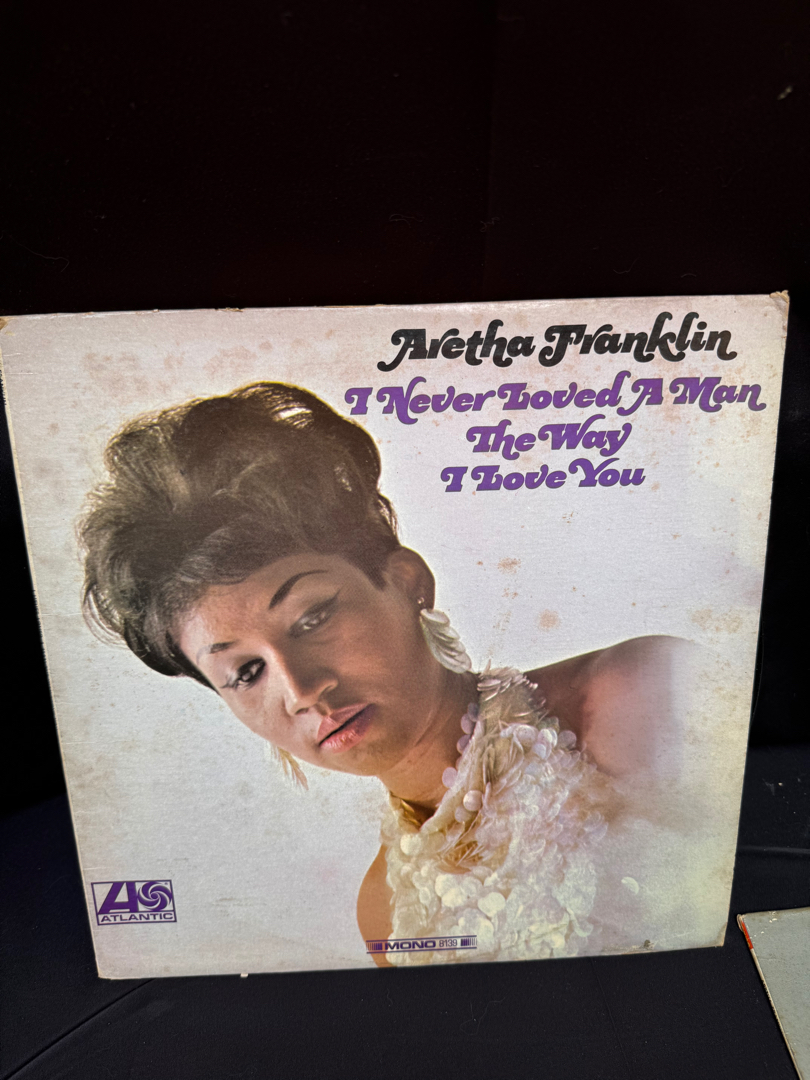 Aretha Franklin
I Never Loved A Man
The Way
I Love You
ATLANTIC
MONO 8139